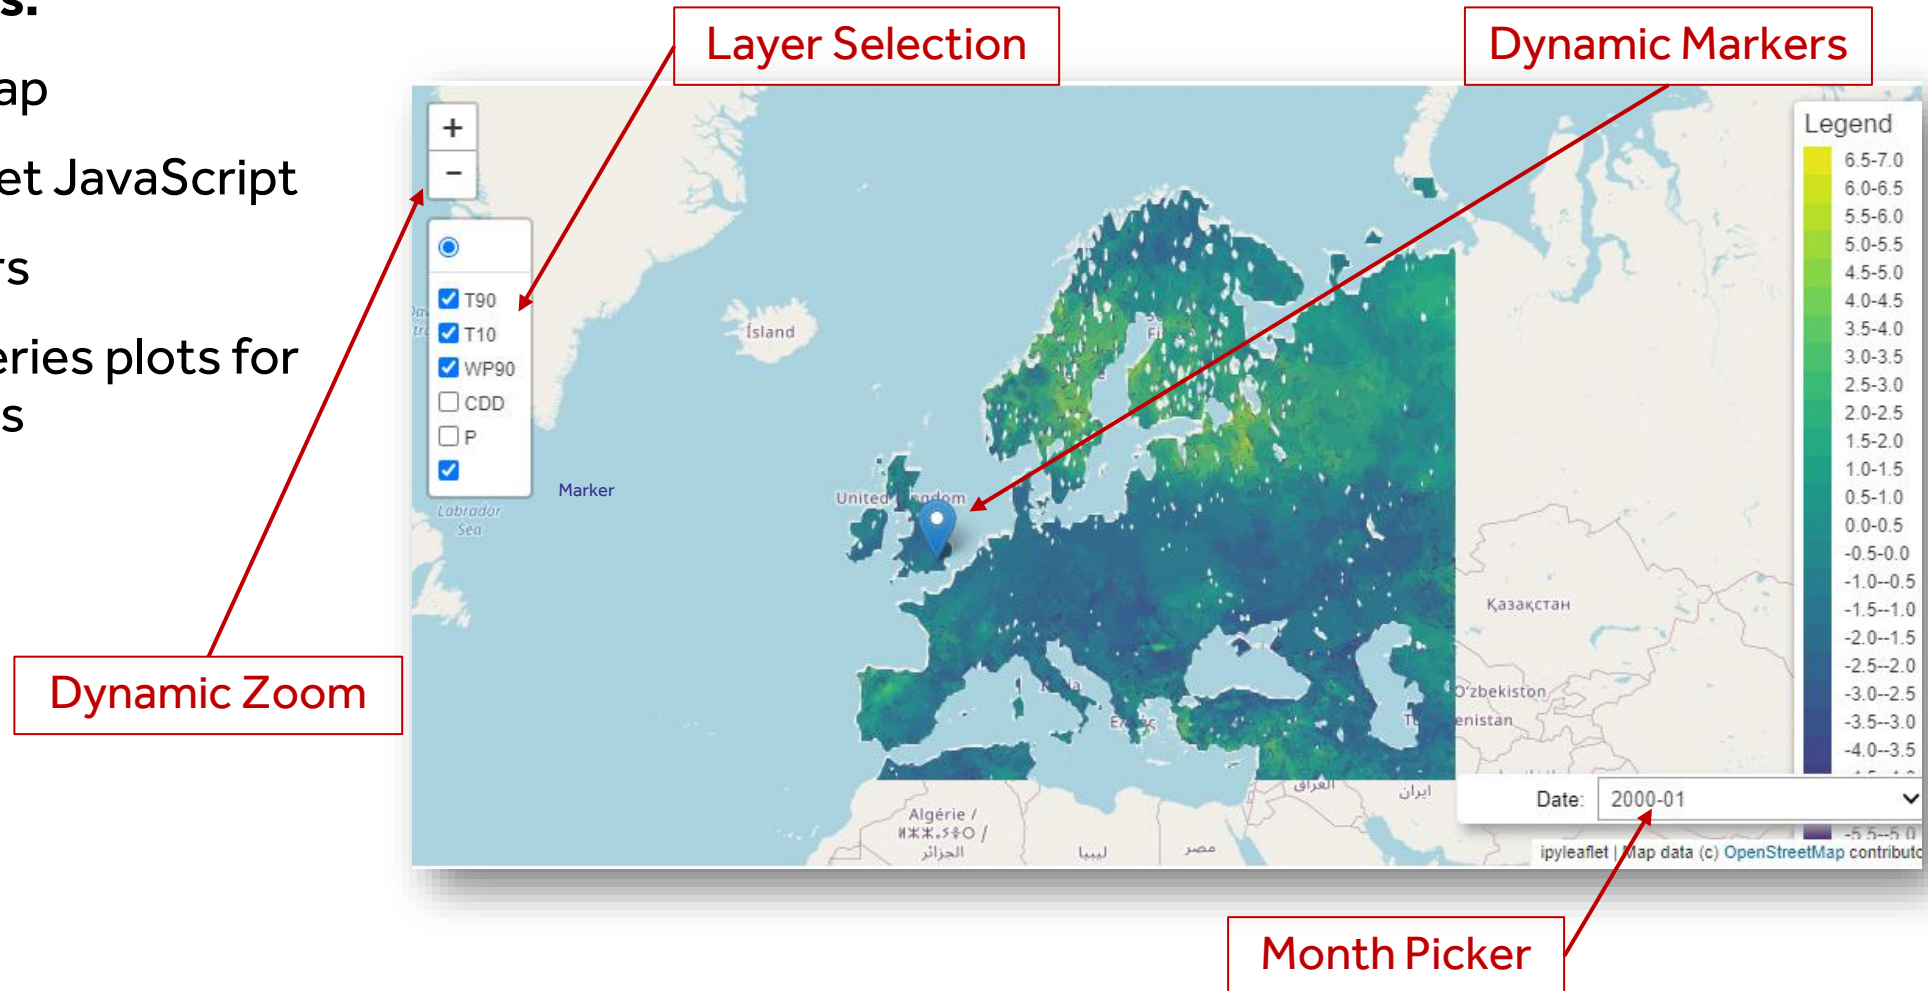 s:
Layer Selection
Dynamic Markers
ap
et JavaScript
rs
eries plots for
s
Dynamic Zoom
+
−
T90
T10
WP90
CDD
P
Marker
Labrador
Sea
Ísland
United
Қазақстан
O'zbekiston
enistan
Algérie /
الجزائر
ليبيا
مصر
العراق
ایران
Legend
6.5-7.0
6.0-6.5
5.5-6.0
5.0-5.5
4.5-5.0
4.0-4.5
3.5-4.0
3.0-3.5
2.5-3.0
2.0-2.5
1.5-2.0
1.0-1.5
0.5-1.0
0.0-0.5
-0.5-0.0
-1.0--0.5
-1.5--1.0
-2.0--1.5
-2.5--2.0
-3.0--2.5
-3.5--3.0
-4.0--3.5
-5.5--5.0
Date: 2000-01
ipyleaflet | Map data (c) OpenStreetMap contributo
Month Picker